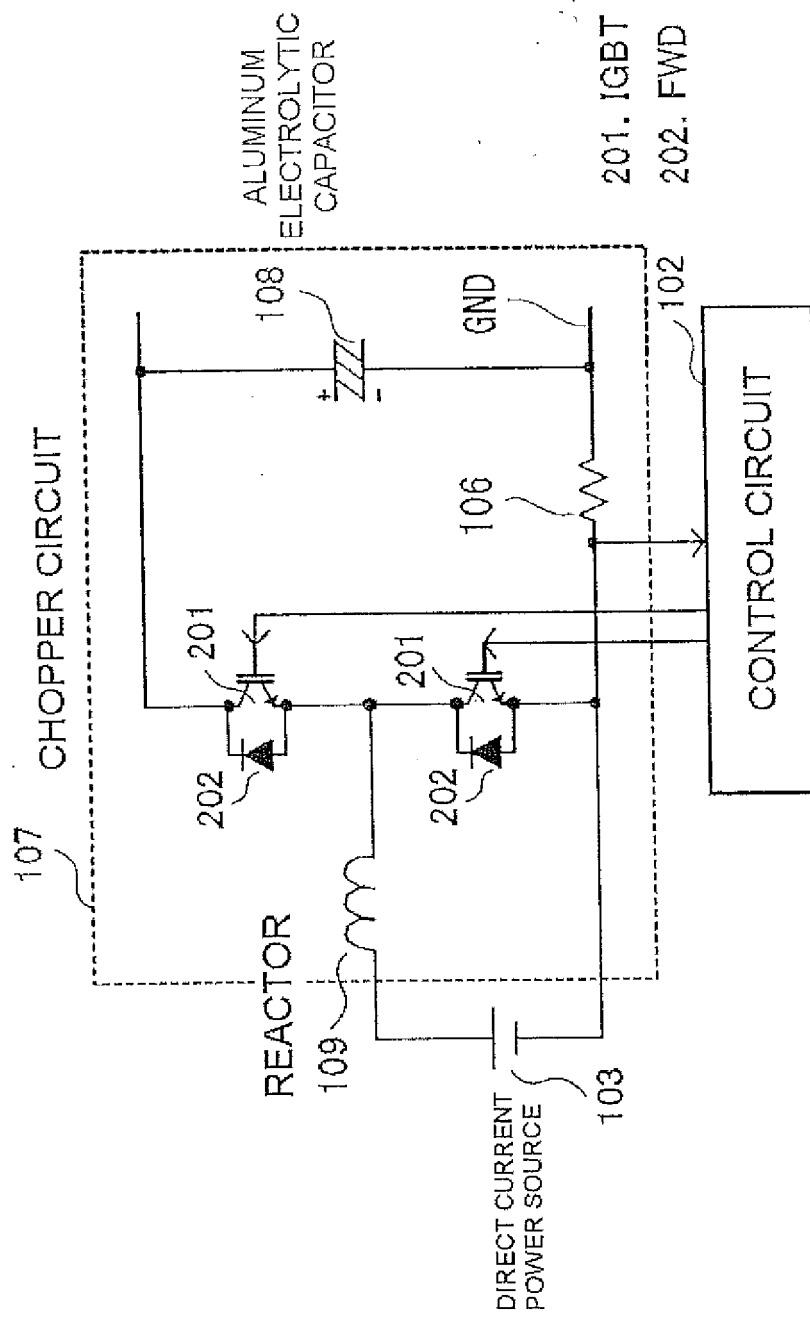 CHOPPER CIRCUIT
107
ALUMINUM
ELECTROLYTIC
CAPACITOR
REACTOR
109
202
201
108
+
-
202
201
106
GND
DIRECT CURRENT
POWER SOURCE
103
102
CONTROL CIRCUIT
201. IGBT
202. FWD